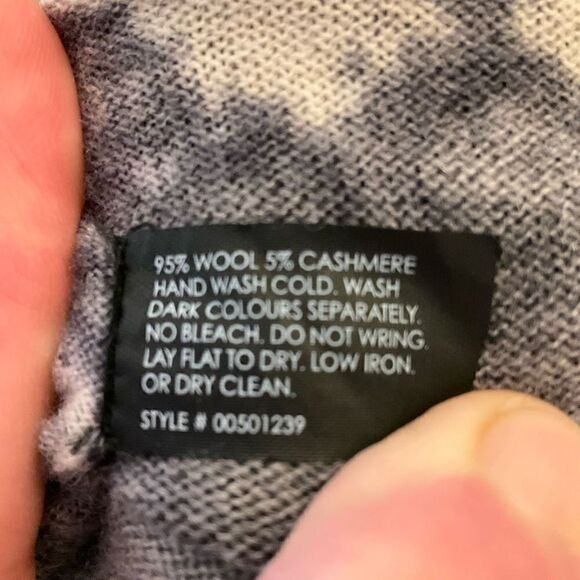 95% WOOL 5% CASHMERE
HAND WASH COLD. WASH
DARK COLOURS SEPARATELY.
NO BLEACH. DO NOT WRING.
LAY FLAT TO DRY. LOW IRON.
OR DRY CLEAN.
STYLE # 00501239